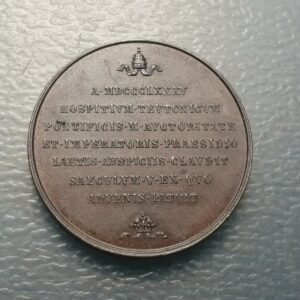 A·MDCCCLXXXV
HOSPITIVM·TEVTONICVM
PONTIFICIS·M·AVCTORITATE
ET·IMPERATORIS·PRAESIDIO
LAETIS·AVSPICIIS·CLAVDIT
SAECVLVM·V·EX·QVO
ADVENIS·PATVIT